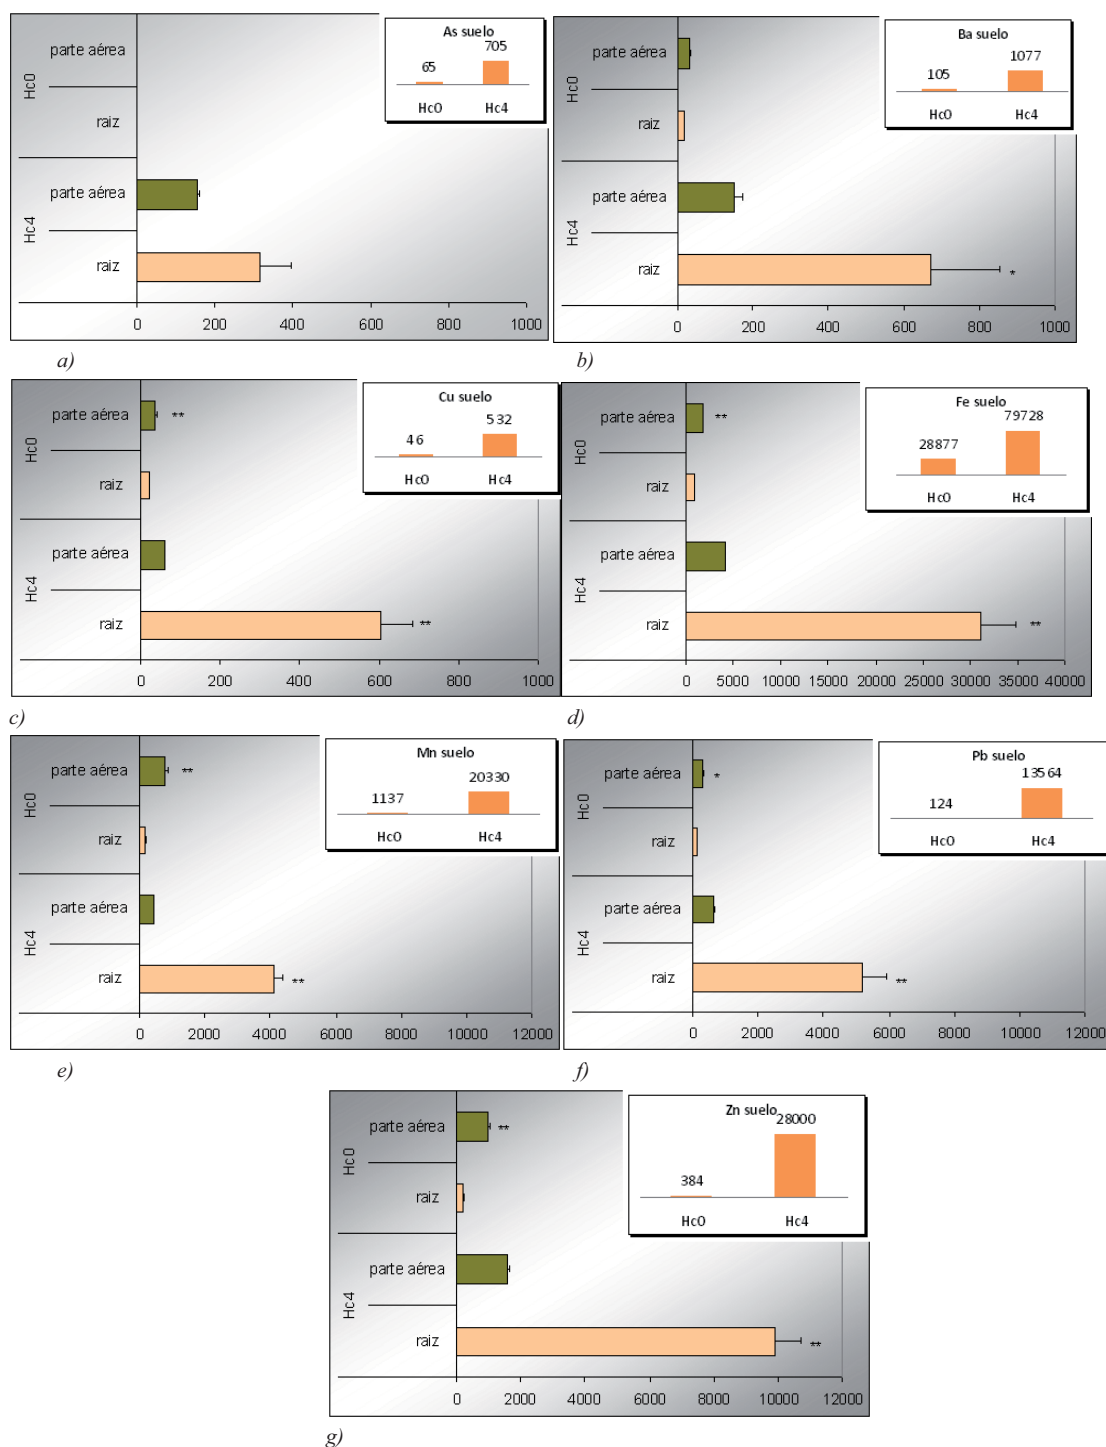 As suelo
65
705
Hc0
Hc4
parte aérea
raiz
parte aérea
raiz
Hc0
Hc4
0 200 400 600 800 1000
a)
Ba suelo
105
1077
Hc0
Hc4
parte aérea
raiz
parte aérea
raiz
*
Hc0
Hc4
0 200 400 600 800 1000
b)
Cu suelo
46
532
Hc0
Hc4
parte aérea
**
raiz
parte aérea
raiz
**
Hc0
Hc4
0 200 400 600 800 1000
c)
Fe suelo
28877
79728
Hc0
Hc4
parte aérea
**
raiz
parte aérea
raiz
**
Hc0
Hc4
0 5000 10000 15000 20000 25000 30000 35000 40000
d)
Mn suelo
1137
20330
Hc0
Hc4
parte aérea
**
raiz
parte aérea
raiz
**
Hc0
Hc4
0 2000 4000 6000 8000 10000 12000
e)
Pb suelo
124
13564
Hc0
Hc4
parte aérea
*
raiz
parte aérea
raiz
**
Hc0
Hc4
0 2000 4000 6000 8000 10000 12000
f)
Zn suelo
384
28000
Hc0
Hc4
parte aérea
**
raiz
parte aérea
raiz
**
Hc0
Hc4
0 2000 4000 6000 8000 10000 12000
g)